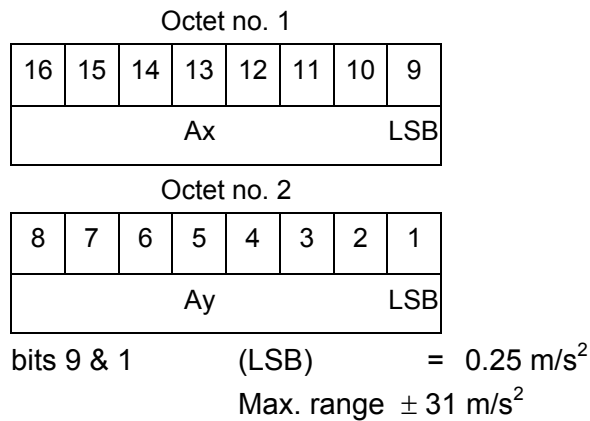 Octet no. 1
16 15 14 13 12 11 10 9
Ax LSB
Octet no. 2
8 7 6 5 4 3 2 1
Ay LSB
bits 9 & 1 (LSB) = 0.25 m/s²
Max. range ± 31 m/s²